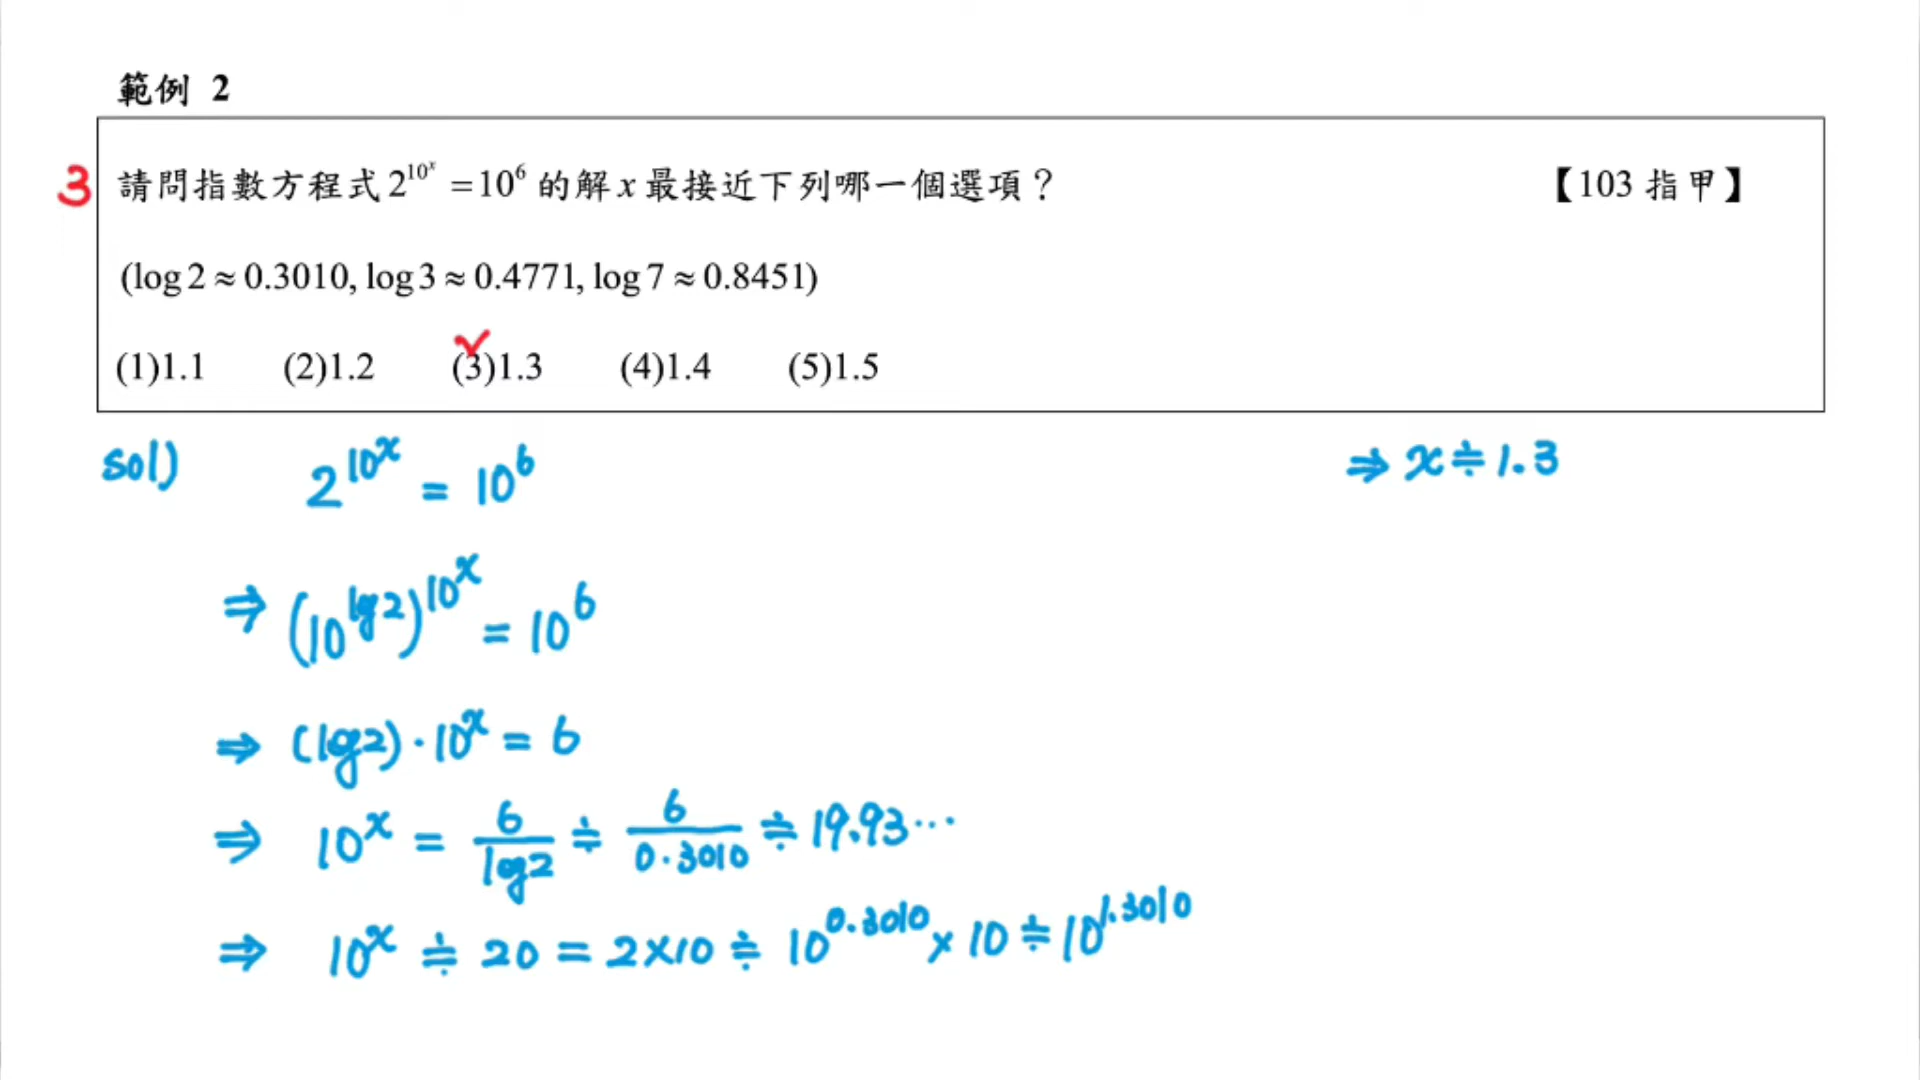 範例 2
3 請問指數方程式 2^{10^x} = 10^6 的解 x 最接近下列哪一個選項？ 【103 指甲】
(log 2 ≈ 0.3010, log 3 ≈ 0.4771, log 7 ≈ 0.8451)
(1)1.1 (2)1.2 (3)1.3 (4)1.4 (5)1.5
sol) 2^{10^x} = 10^6
⇒ (10^{log2})^{10^x} = 10^6
⇒ (log2)·10^x = 6
⇒ 10^x = 6/log2 ≑ 6/0.3010 ≑ 19.93…
⇒ 10^x ≑ 20 = 2×10 ≑ 10^{0.3010} × 10 ≑ 10^{1.3010}
⇒ x ≑ 1.3